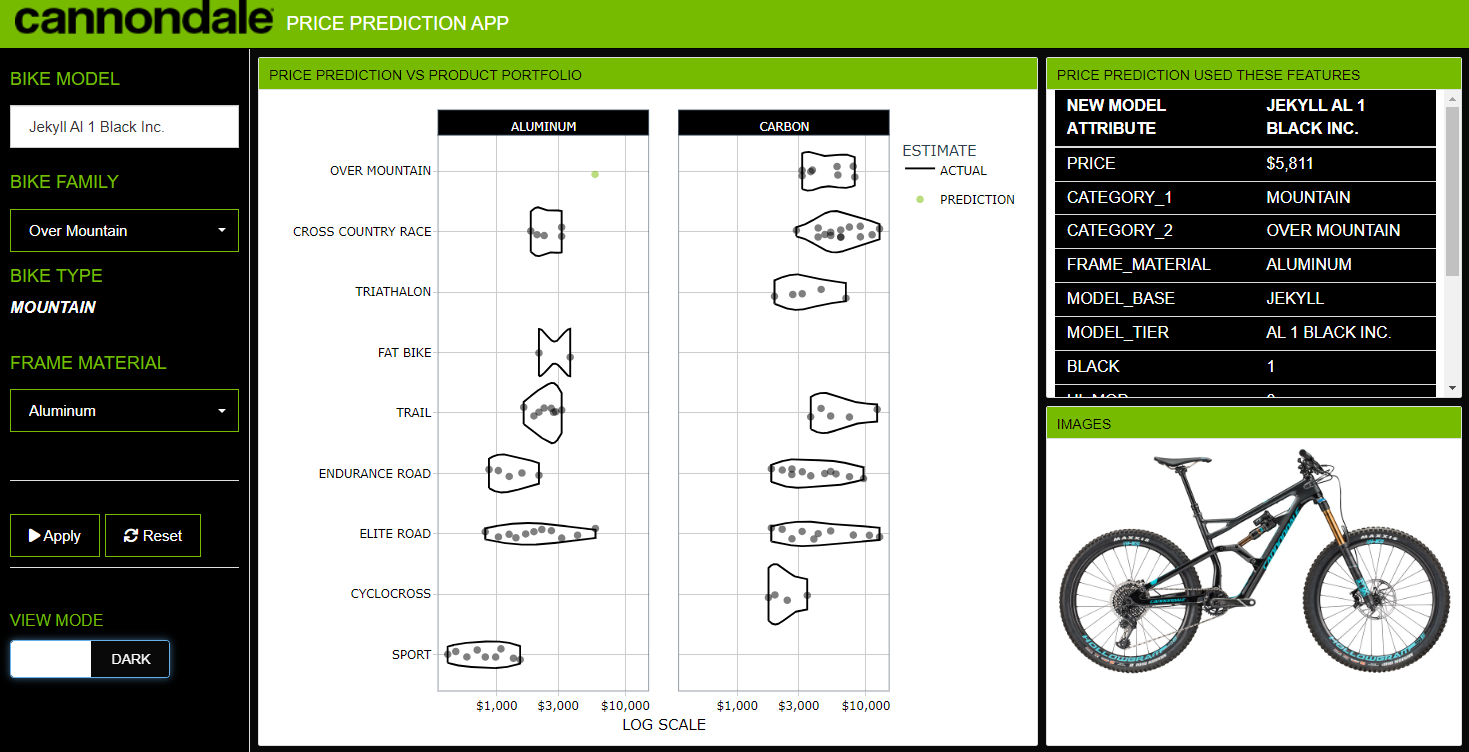 cannondale PRICE PREDICTION APP
BIKE MODEL
Jekyll Al 1 Black Inc.
BIKE FAMILY
Over Mountain
BIKE TYPE
MOUNTAIN
FRAME MATERIAL
Aluminum
Apply
Reset
VIEW MODE
DARK
PRICE PREDICTION VS PRODUCT PORTFOLIO
ALUMINUM
CARBON
OVER MOUNTAIN
CROSS COUNTRY RACE
TRIATHALON
FAT BIKE
TRAIL
ENDURANCE ROAD
ELITE ROAD
CYCLOCROSS
SPORT
$1,000 $3,000 $10,000
$1,000 $3,000 $10,000
LOG SCALE
ESTIMATE
ACTUAL
PREDICTION
PRICE PREDICTION USED THESE FEATURES
NEW MODEL JEKYLL AL 1
ATTRIBUTE BLACK INC.
PRICE $5,811
CATEGORY_1 MOUNTAIN
CATEGORY_2 OVER MOUNTAIN
FRAME_MATERIAL ALUMINUM
MODEL_BASE JEKYLL
MODEL_TIER AL 1 BLACK INC.
BLACK 1
IMAGES
MAXXIS
MAXXIS
CANNONDALE
CANNONDALE
HOLLOWGRAM
HOLLOWGRAM